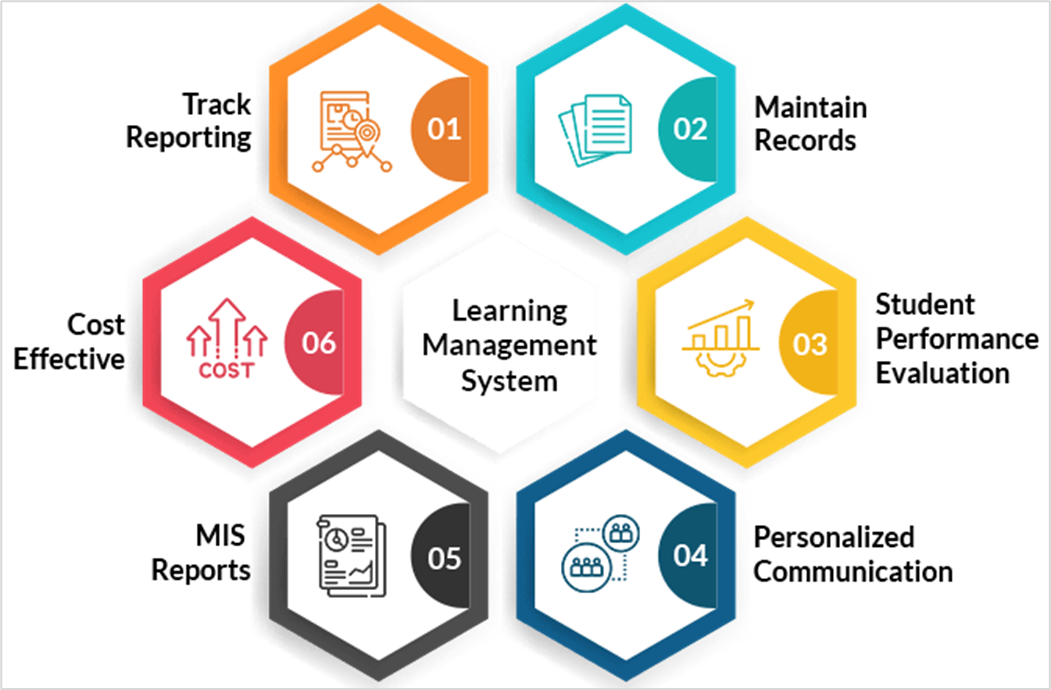 Track
Reporting
01
02
Maintain
Records
03
Student
Performance
Evaluation
04
Personalized
Communication
05
MIS
Reports
06
Cost
Effective
COST
Learning
Management
System